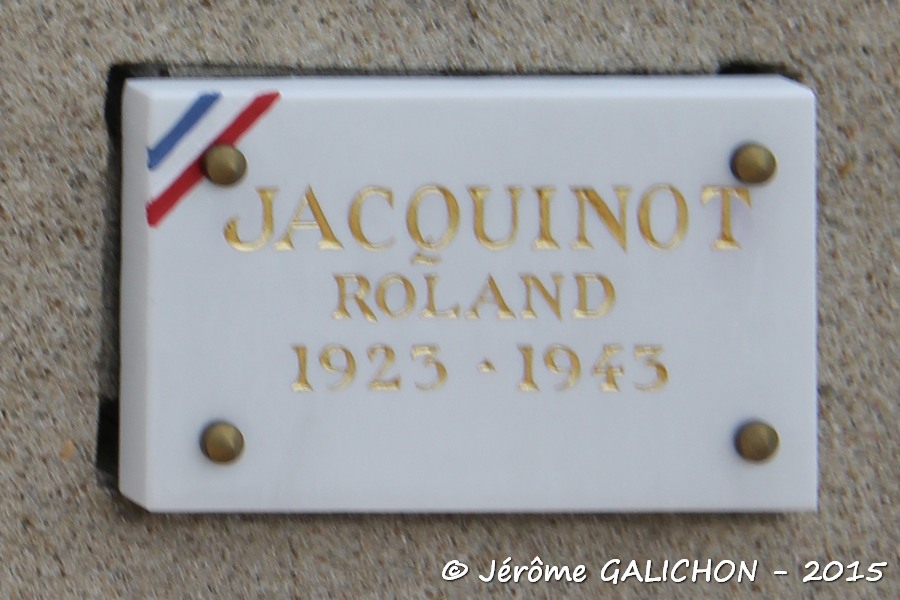 JACQUINOT
ROLAND
1923 · 1943
© Jérôme GALICHON - 2015